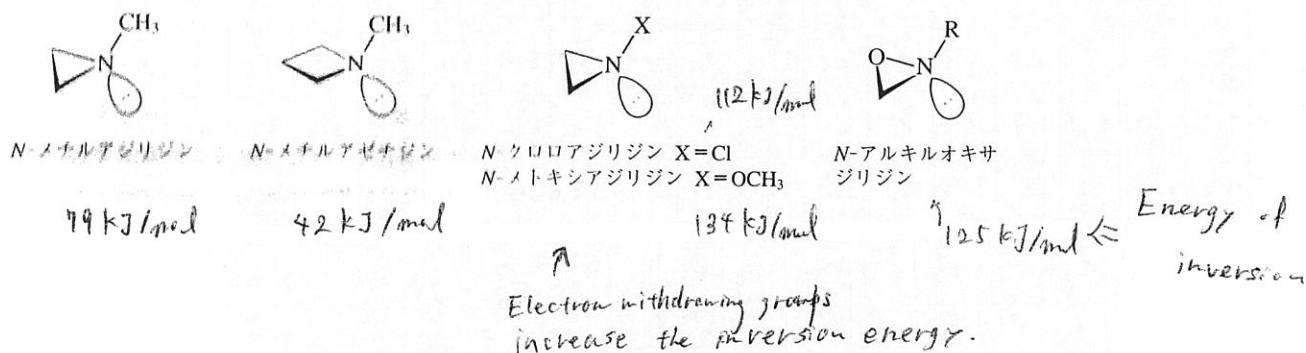 CH₃
N
CH₃
N
X
N
R
O
N
112 kJ/mol
N-メチルアジリジン
N-メチルアゼチジン
N-クロロアジリジン X=Cl
N-メトキシアジリジン X=OCH₃
N-アルキルオキサ
ジリジン
79 kJ/mol
42 kJ/mol
134 kJ/mol
125 kJ/mol ⇐ Energy of
inversion
Electron withdrawing groups
increase the inversion energy.